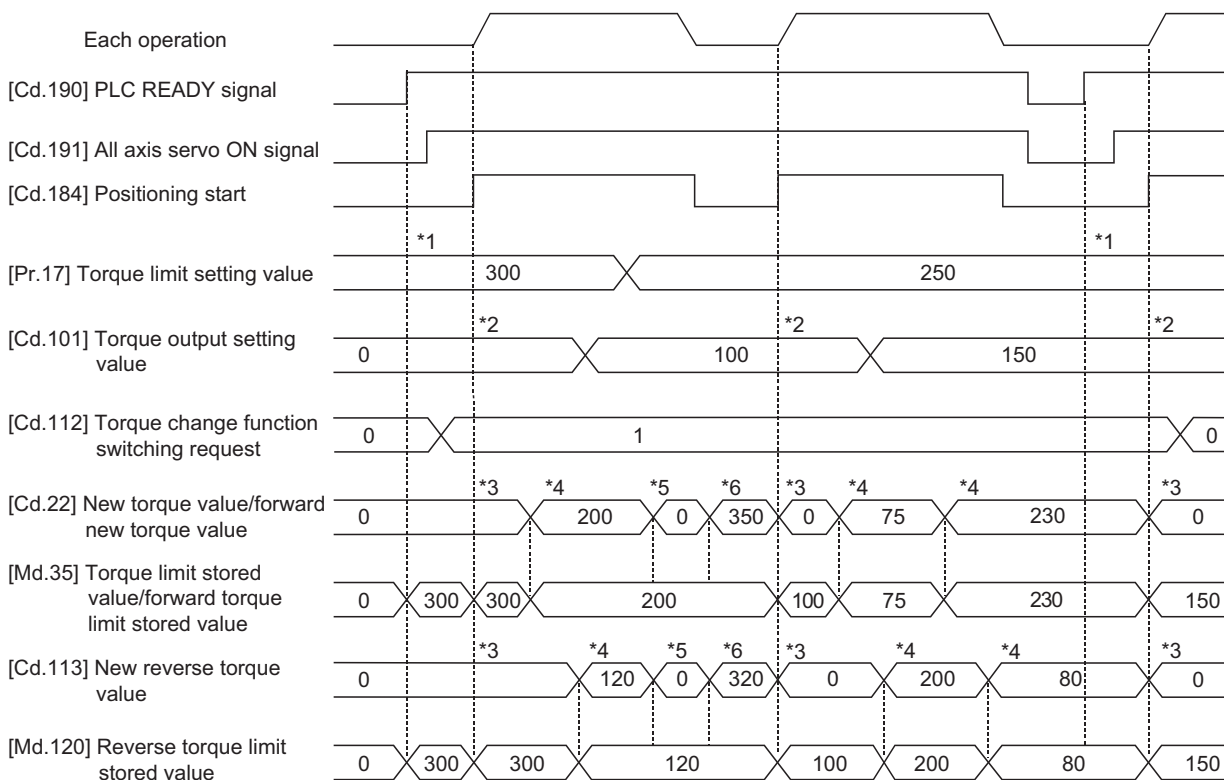 Each operation
[Cd.190] PLC READY signal
[Cd.191] All axis servo ON signal
[Cd.184] Positioning start
*1 *1
[Pr.17] Torque limit setting value 300 250
*2 *2 *2
[Cd.101] Torque output setting
value
0 100 150
[Cd.112] Torque change function
switching request
0 1 0
*3 *4 *5 *6 *3 *4 *4 *3
[Cd.22] New torque value/forward
new torque value
0 200 0 350 0 75 230 0
[Md.35] Torque limit stored
value/forward torque
limit stored value
0 300 300 200 100 75 230 150
*3 *4 *5 *6 *3 *4 *4 *3
[Cd.113] New reverse torque
value
0 120 0 320 0 200 80 0
[Md.120] Reverse torque limit
stored value
0 300 300 120 100 200 80 150